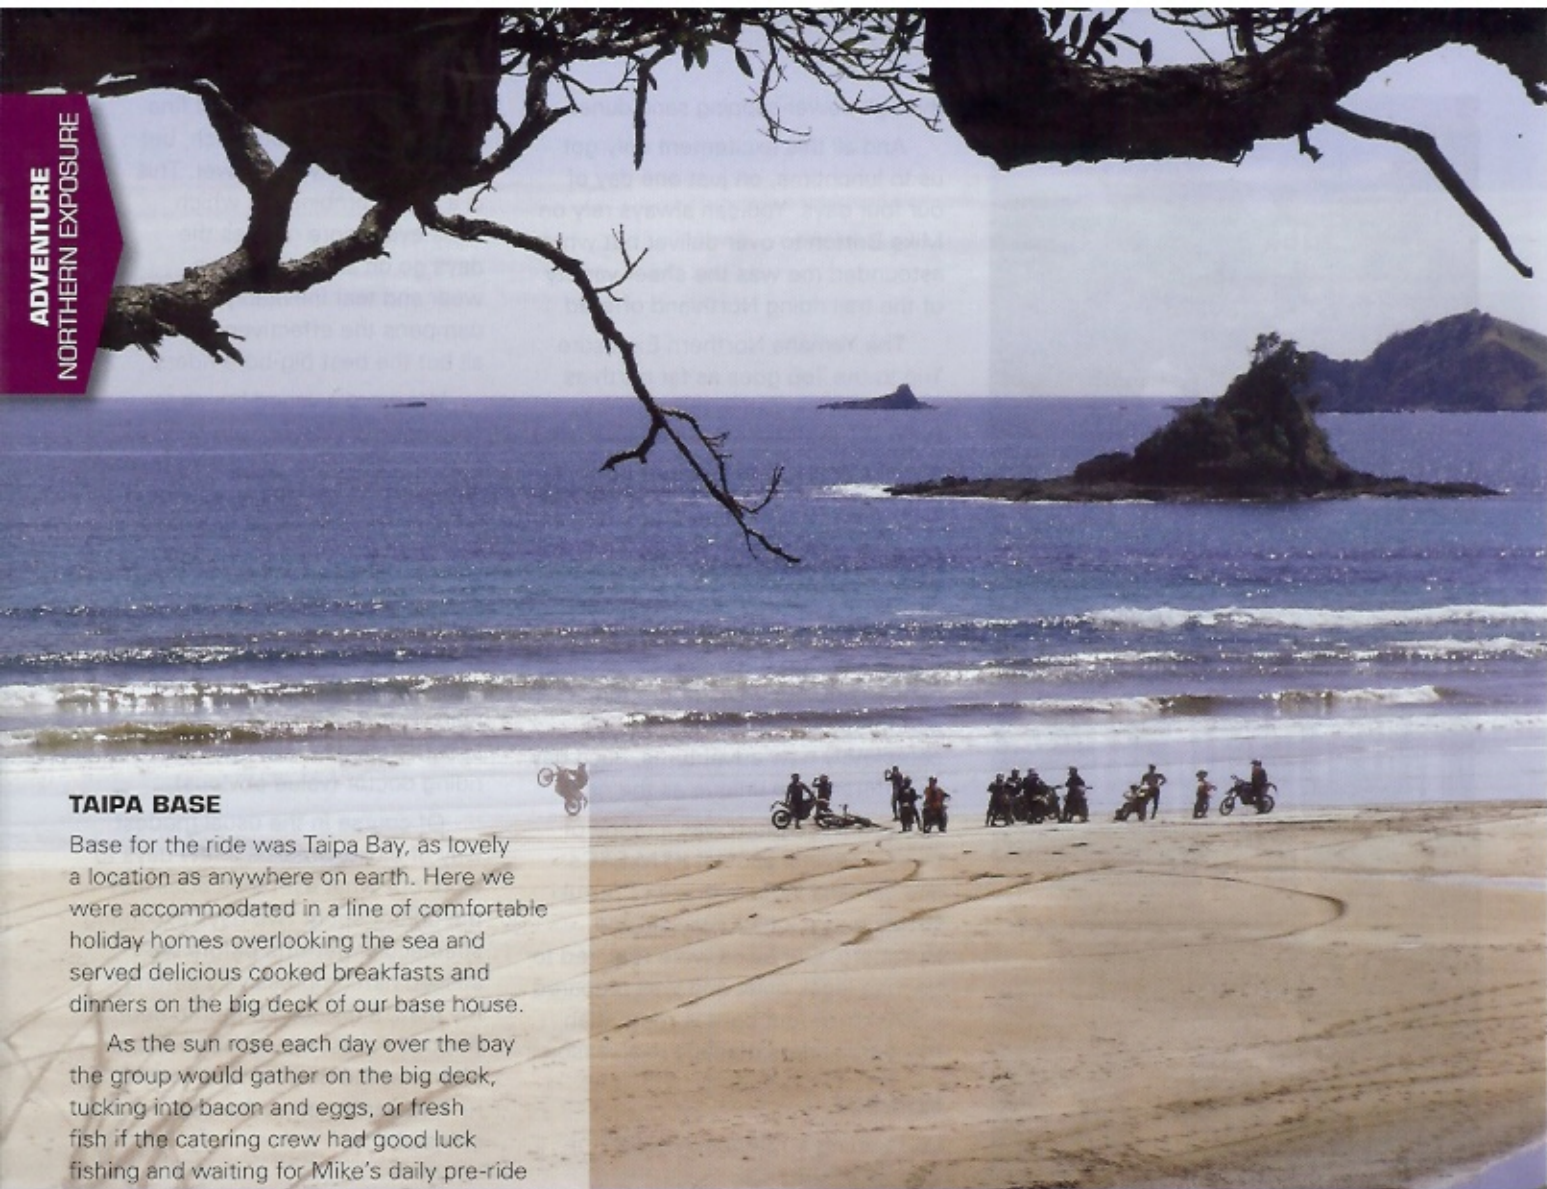 ADVENTURE
NORTHERN EXPOSURE
TAIPA BASE
Base for the ride was Taipa Bay, as lovely
a location as anywhere on earth. Here we
were accommodated in a line of comfortable
holiday homes overlooking the sea and
served delicious cooked breakfasts and
dinners on the big deck of our base house.
As the sun rose each day over the bay
the group would gather on the big deck,
tucking into bacon and eggs, or fresh
fish if the catering crew had good luck
fishing and waiting for Mike's daily pre-ride